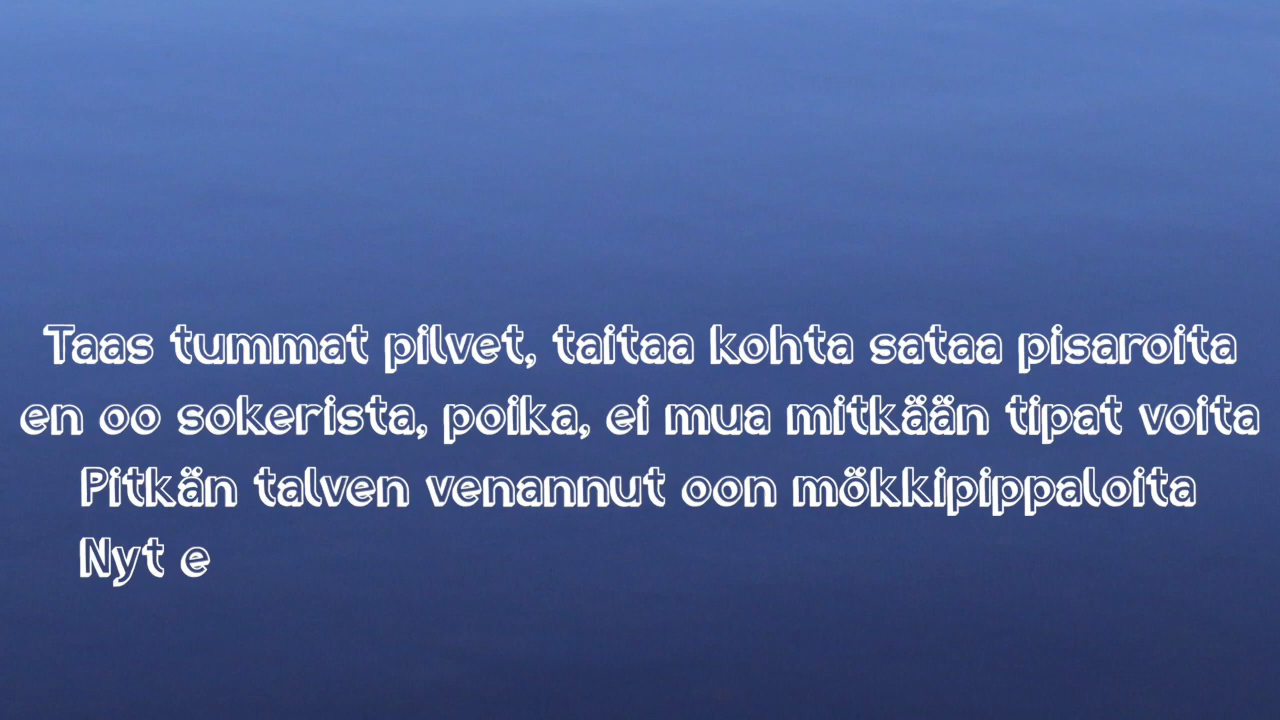 Taas tummat pilvet, taitaa kohta sataa pisaroita
en oo sokerista, poika, ei mua mitkään tipat voita
Pitkän talven venannut oon mökkipippaloita
Nyt e